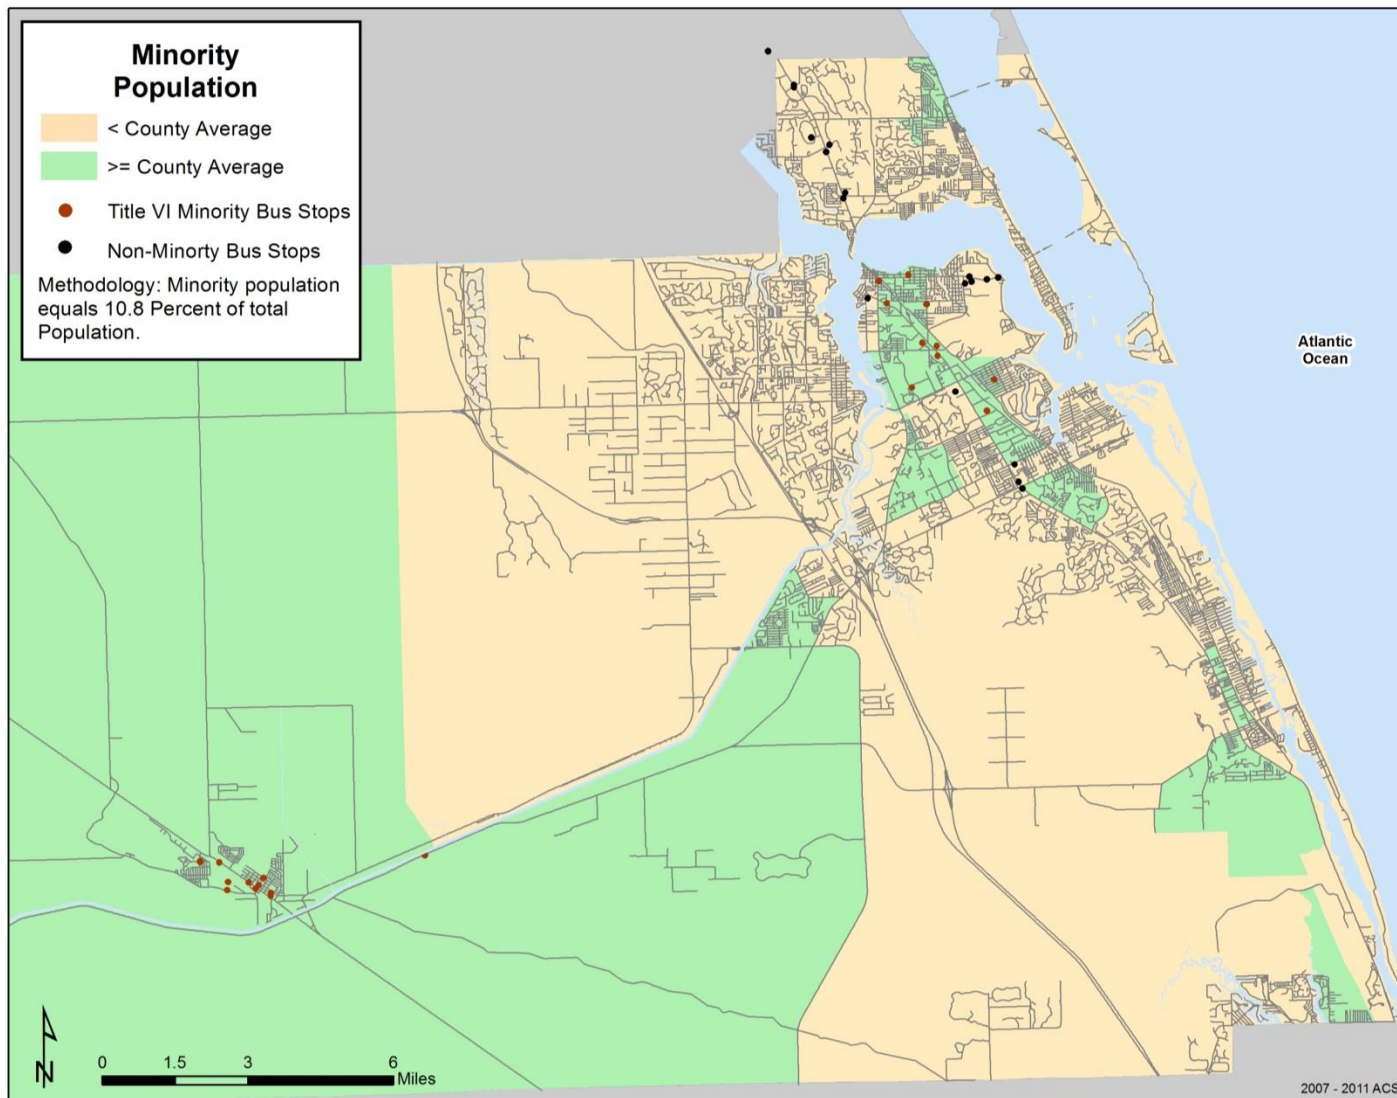 Minority
Population
< County Average
>= County Average
Title VI Minority Bus Stops
Non-Minorty Bus Stops
Methodology: Minority population
equals 10.8 Percent of total
Population.
Atlantic
Ocean
N
0 1.5 3 6
Miles
2007 - 2011 ACS